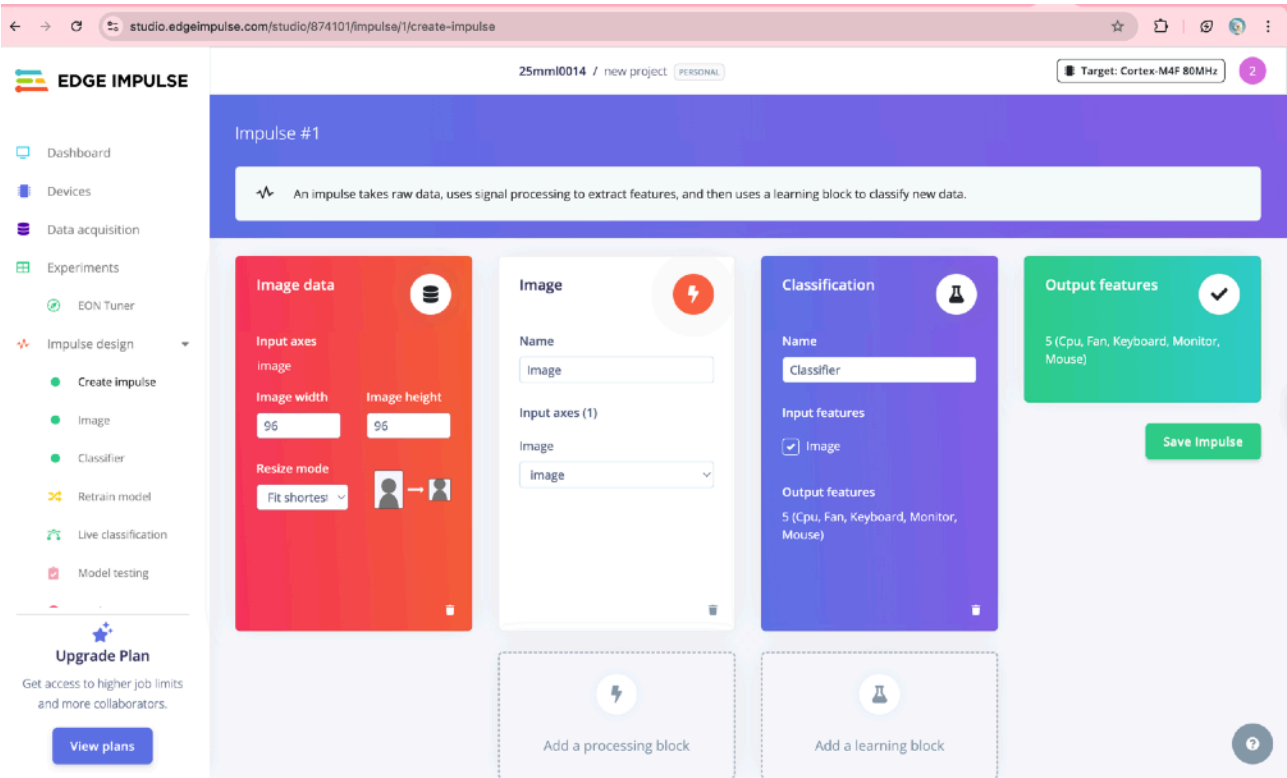 studio.edgeimpulse.com/studio/874101/impulse/1/create-impulse
EDGE IMPULSE
25mml0014 / new project PERSONAL
Target: Cortex-M4F 80MHz
2
Dashboard
Devices
Data acquisition
Experiments
EON Tuner
Impulse design
Create impulse
Image
Classifier
Retrain model
Live classification
Model testing
Upgrade Plan
Get access to higher job limits
and more collaborators.
View plans
Impulse #1
An impulse takes raw data, uses signal processing to extract features, and then uses a learning block to classify new data.
Image data
Input axes
image
Image width Image height
96 96
Resize mode
Fit shortest
Image
Name
Image
Input axes (1)
Image
image
Classification
Name
Classifier
Input features
Image
Output features
5 (Cpu, Fan, Keyboard, Monitor,
Mouse)
Output features
5 (Cpu, Fan, Keyboard, Monitor,
Mouse)
Save Impulse
Add a processing block
Add a learning block
?